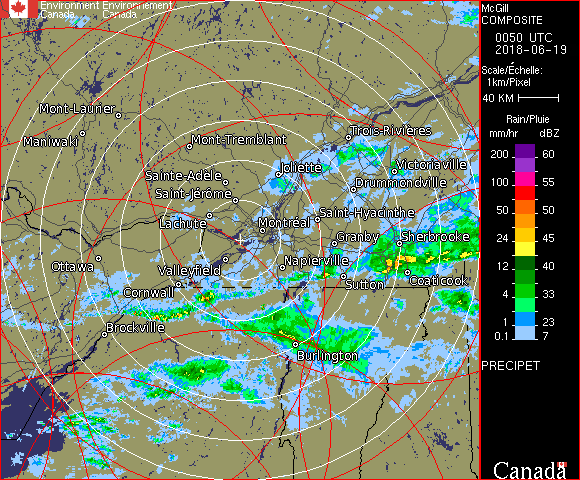 Environment Environnement
Canada Canada
McGill
COMPOSITE
0050 UTC
2018-06-19
Scale/Échelle:
1km/Pixel
40 KM
Rain/Pluie
mm/hr dBZ
200 60
100 55
50 50
24 45
12 40
4 33
1 23
0.1 7
PRECIPET
Canada
Mont-Laurier
Maniwaki
Mont-Tremblant
Trois-Rivières
Joliette
Victoriaville
Sainte-Adèle
Drummondville
Saint-Jérôme
Lachute
Saint-Hyacinthe
Montréal
Granby
Sherbrooke
Ottawa
Valleyfield
Napierville
Sutton
Coaticook
Cornwall
Brockville
Burlington